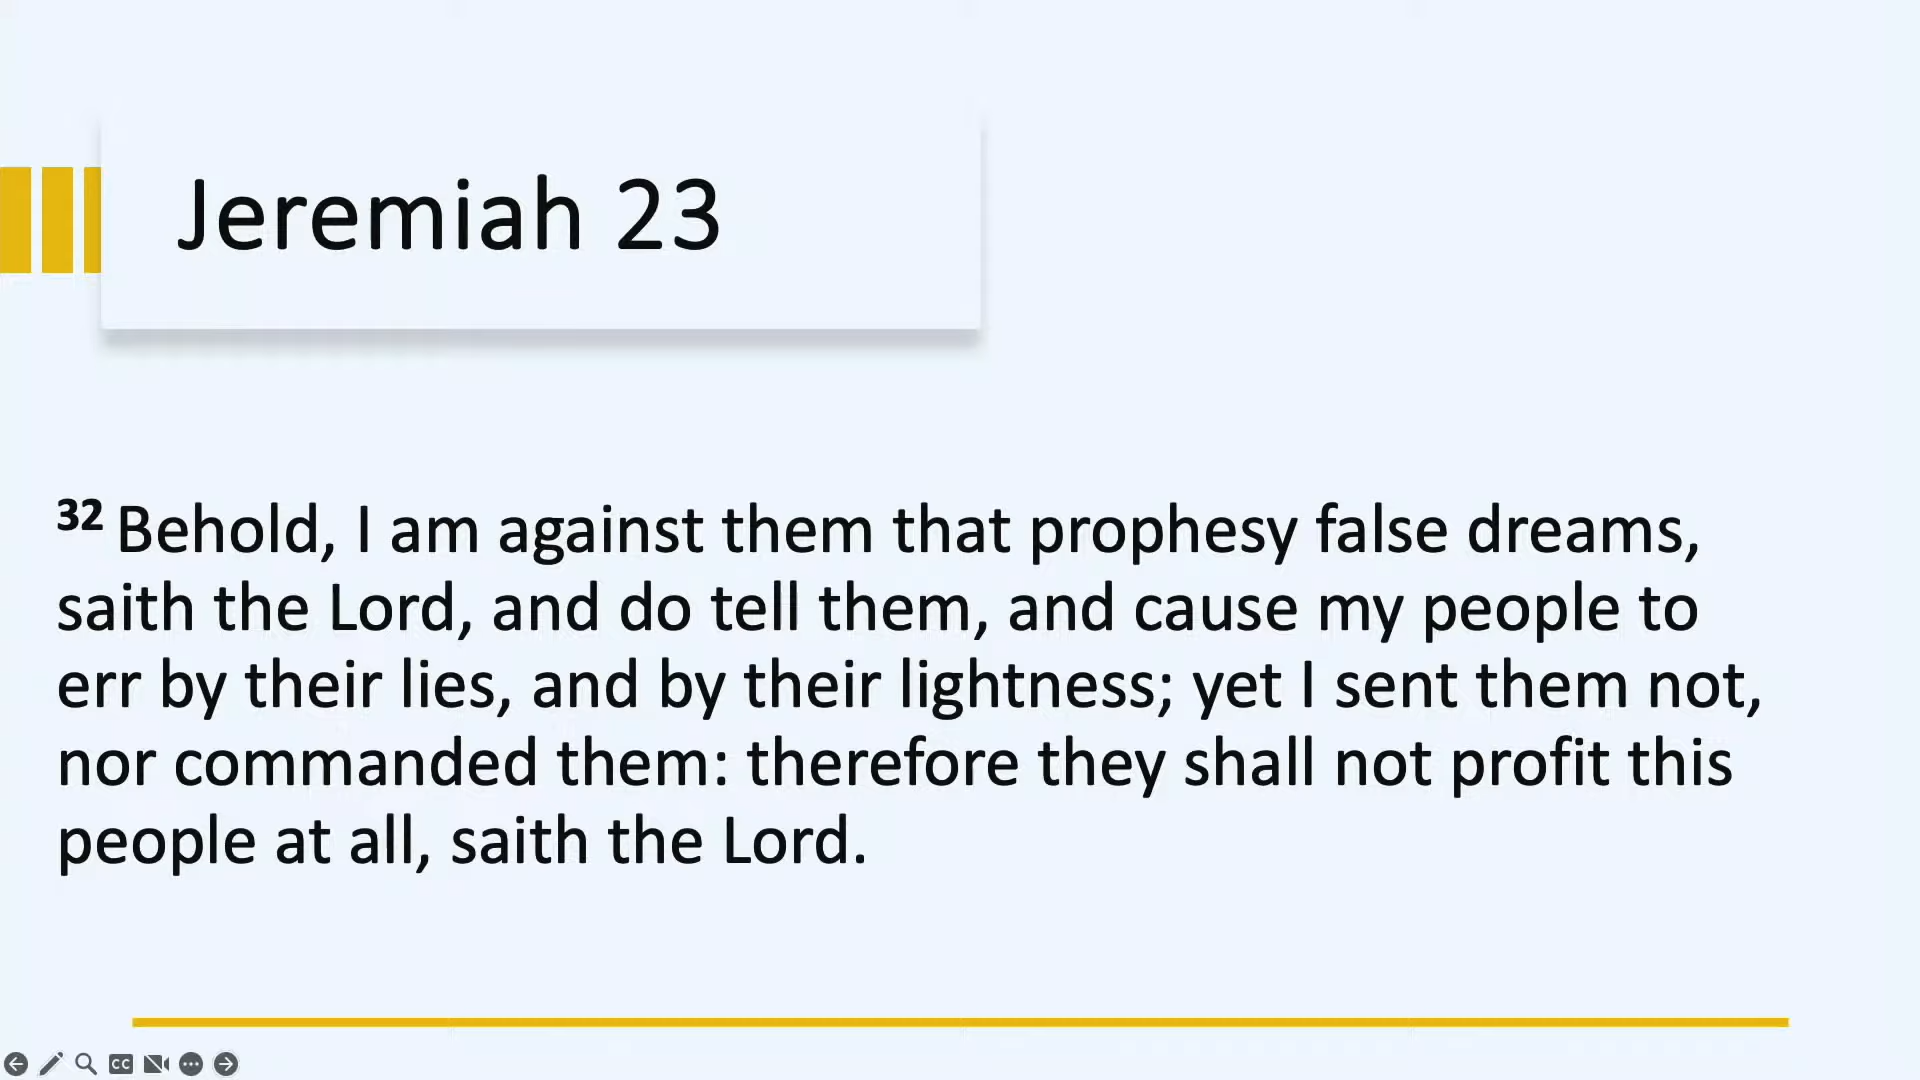 Jeremiah 23
32 Behold, I am against them that prophesy false dreams,
saith the Lord, and do tell them, and cause my people to
err by their lies, and by their lightness; yet I sent them not,
nor commanded them: therefore they shall not profit this
people at all, saith the Lord.
CC